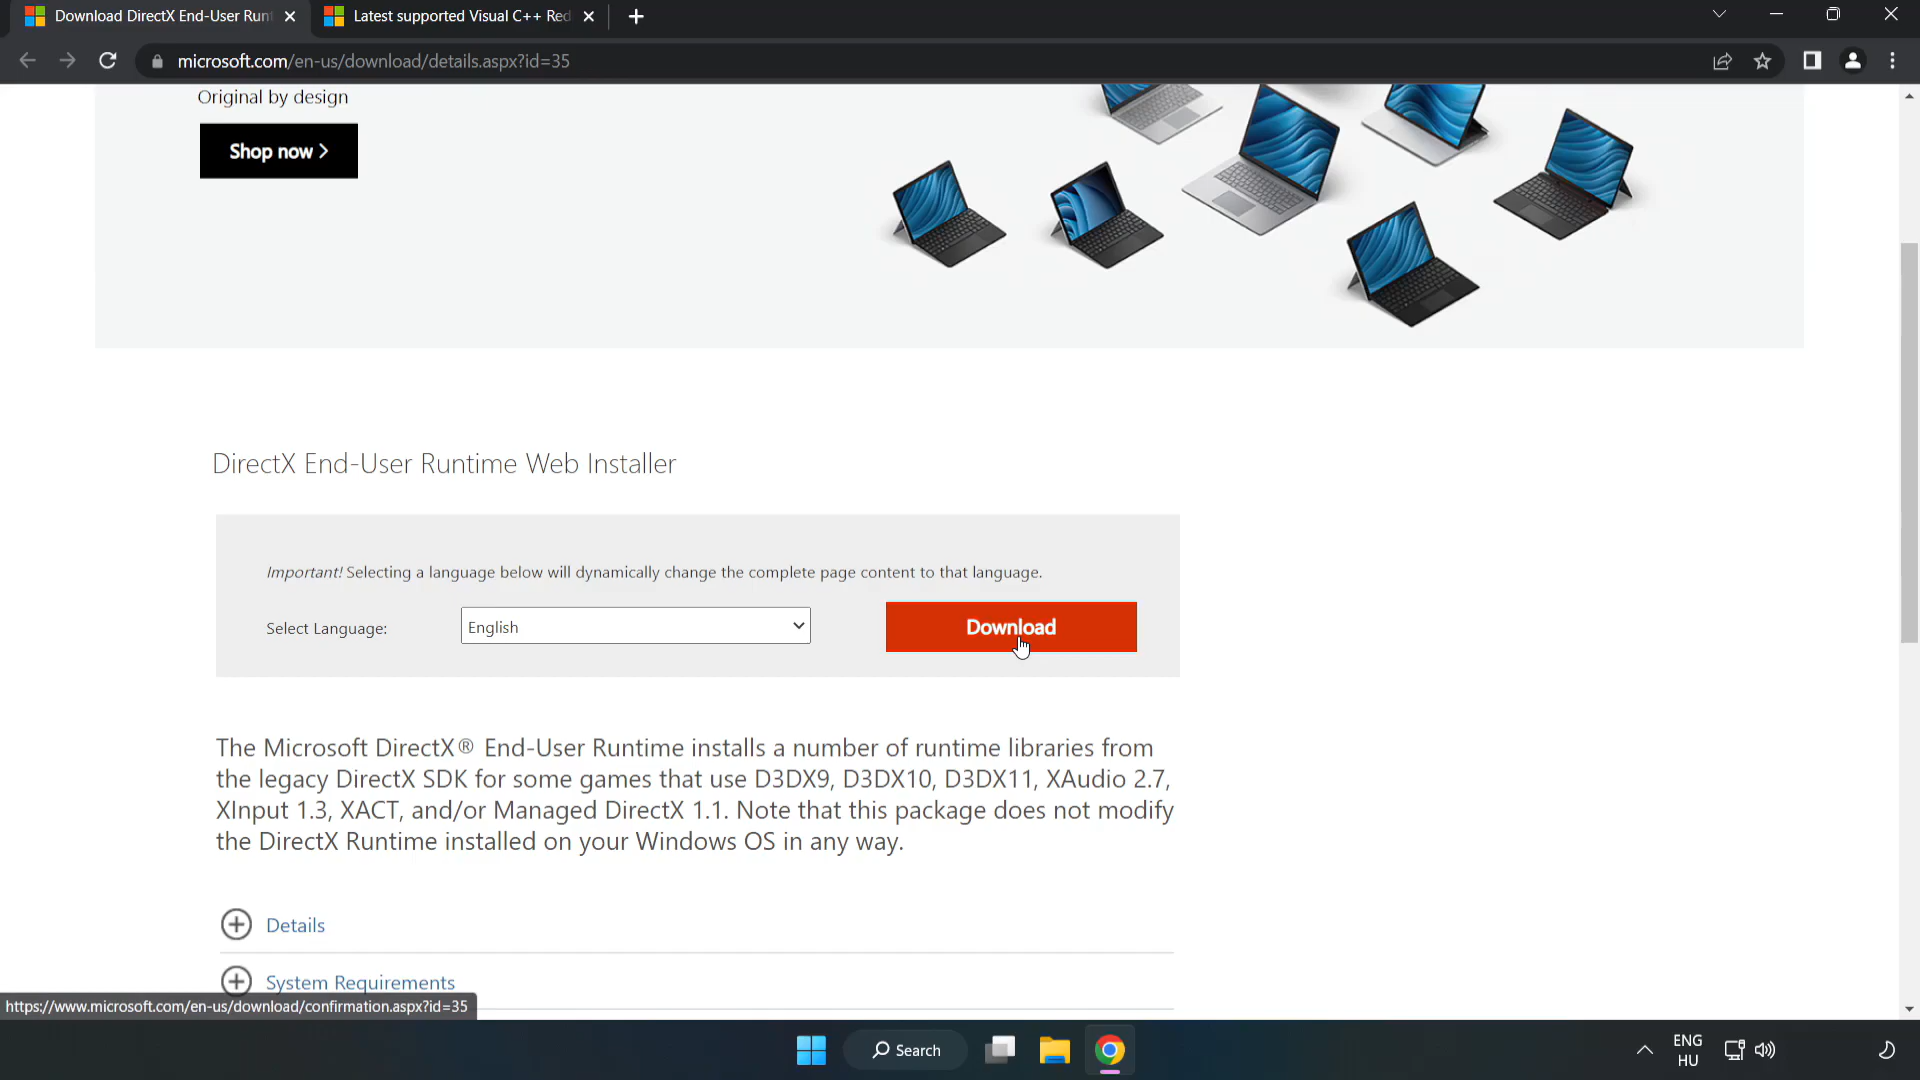 Download DirectX End-User Runt
Latest supported Visual C++ Red
microsoft.com/en-us/download/details.aspx?id=35
Original by design
Shop now >
DirectX End-User Runtime Web Installer
Important! Selecting a language below will dynamically change the complete page content to that language.
Select Language:
English
Download
The Microsoft DirectX® End-User Runtime installs a number of runtime libraries from
the legacy DirectX SDK for some games that use D3DX9, D3DX10, D3DX11, XAudio 2.7,
XInput 1.3, XACT, and/or Managed DirectX 1.1. Note that this package does not modify
the DirectX Runtime installed on your Windows OS in any way.
Details
System Requirements
https://www.microsoft.com/en-us/download/confirmation.aspx?id=35
Search
ENG
HU